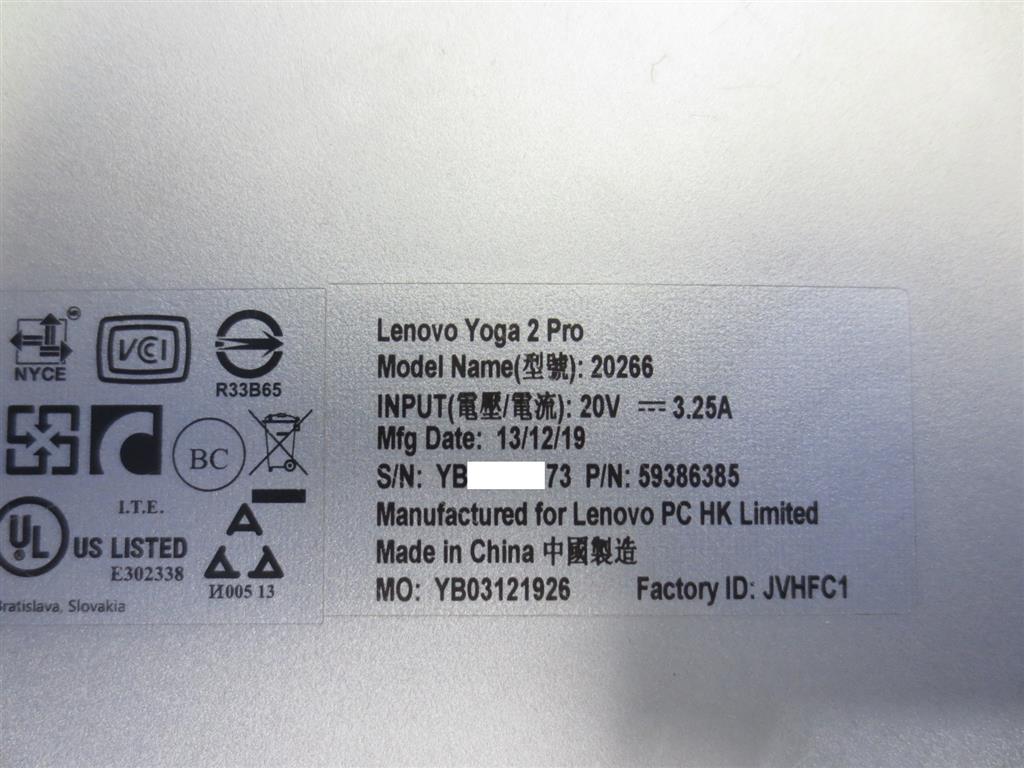 NYCE
VCCI
R33B65
BC
I.T.E.
UL
US LISTED
E302338
И005 13
Bratislava, Slovakia
Lenovo Yoga 2 Pro
Model Name(型號): 20266
INPUT(電壓/電流): 20V ⎓ 3.25A
Mfg Date: 13/12/19
S/N: YB 73 P/N: 59386385
Manufactured for Lenovo PC HK Limited
Made in China 中國製造
MO: YB03121926 Factory ID: JVHFC1